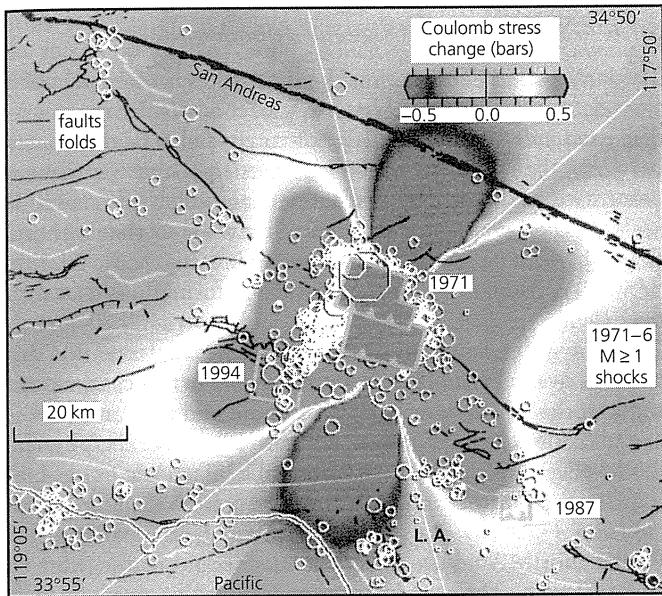 34°50′
Coulomb stress
change (bars)
117°50′
San Andreas
−0.5 0.0 0.5
faults
folds
1971
1971–6
M ≥ 1
shocks
1994
20 km
1987
L. A.
119°05′
33°55′
Pacific